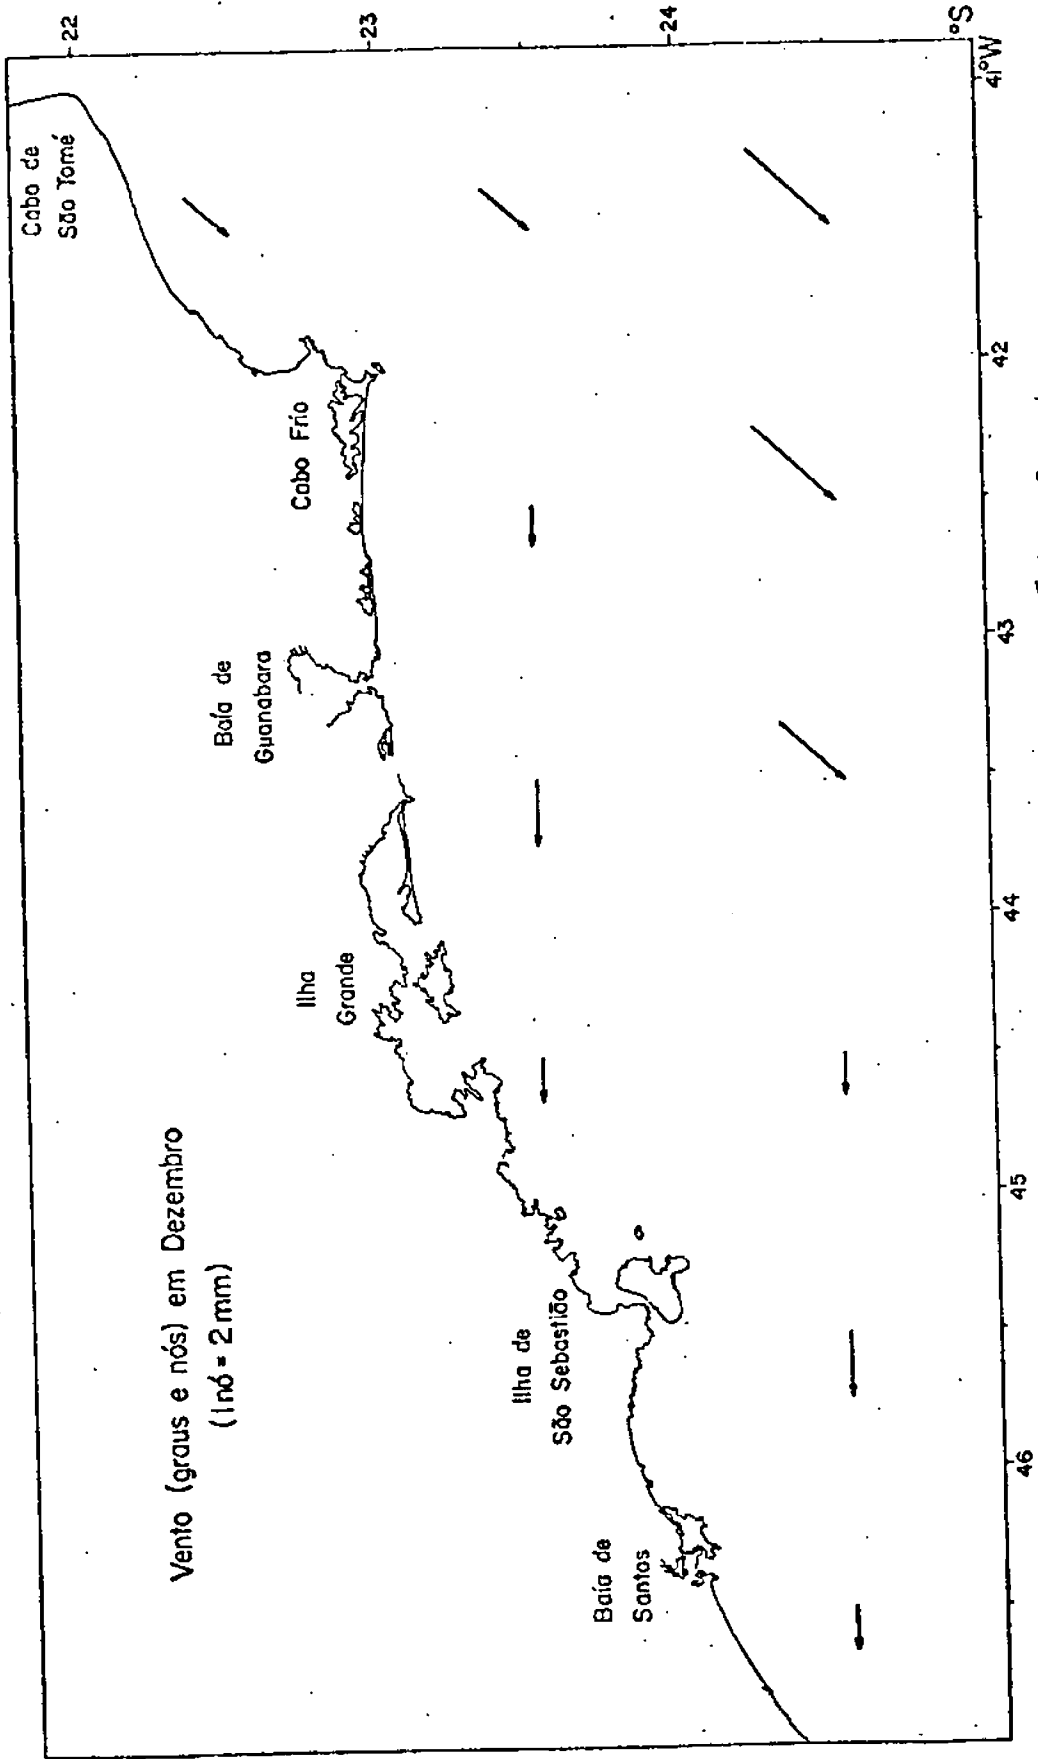 Vento (graus e nós) em Dezembro
(1nó = 2mm)
Cabo de
São Tomé
Cabo Frio
Baía de
Guanabara
Ilha
Grande
Ilha de
São Sebastião
Baía de
Santos
22
23
24
°S
41°W
42
43
44
45
46